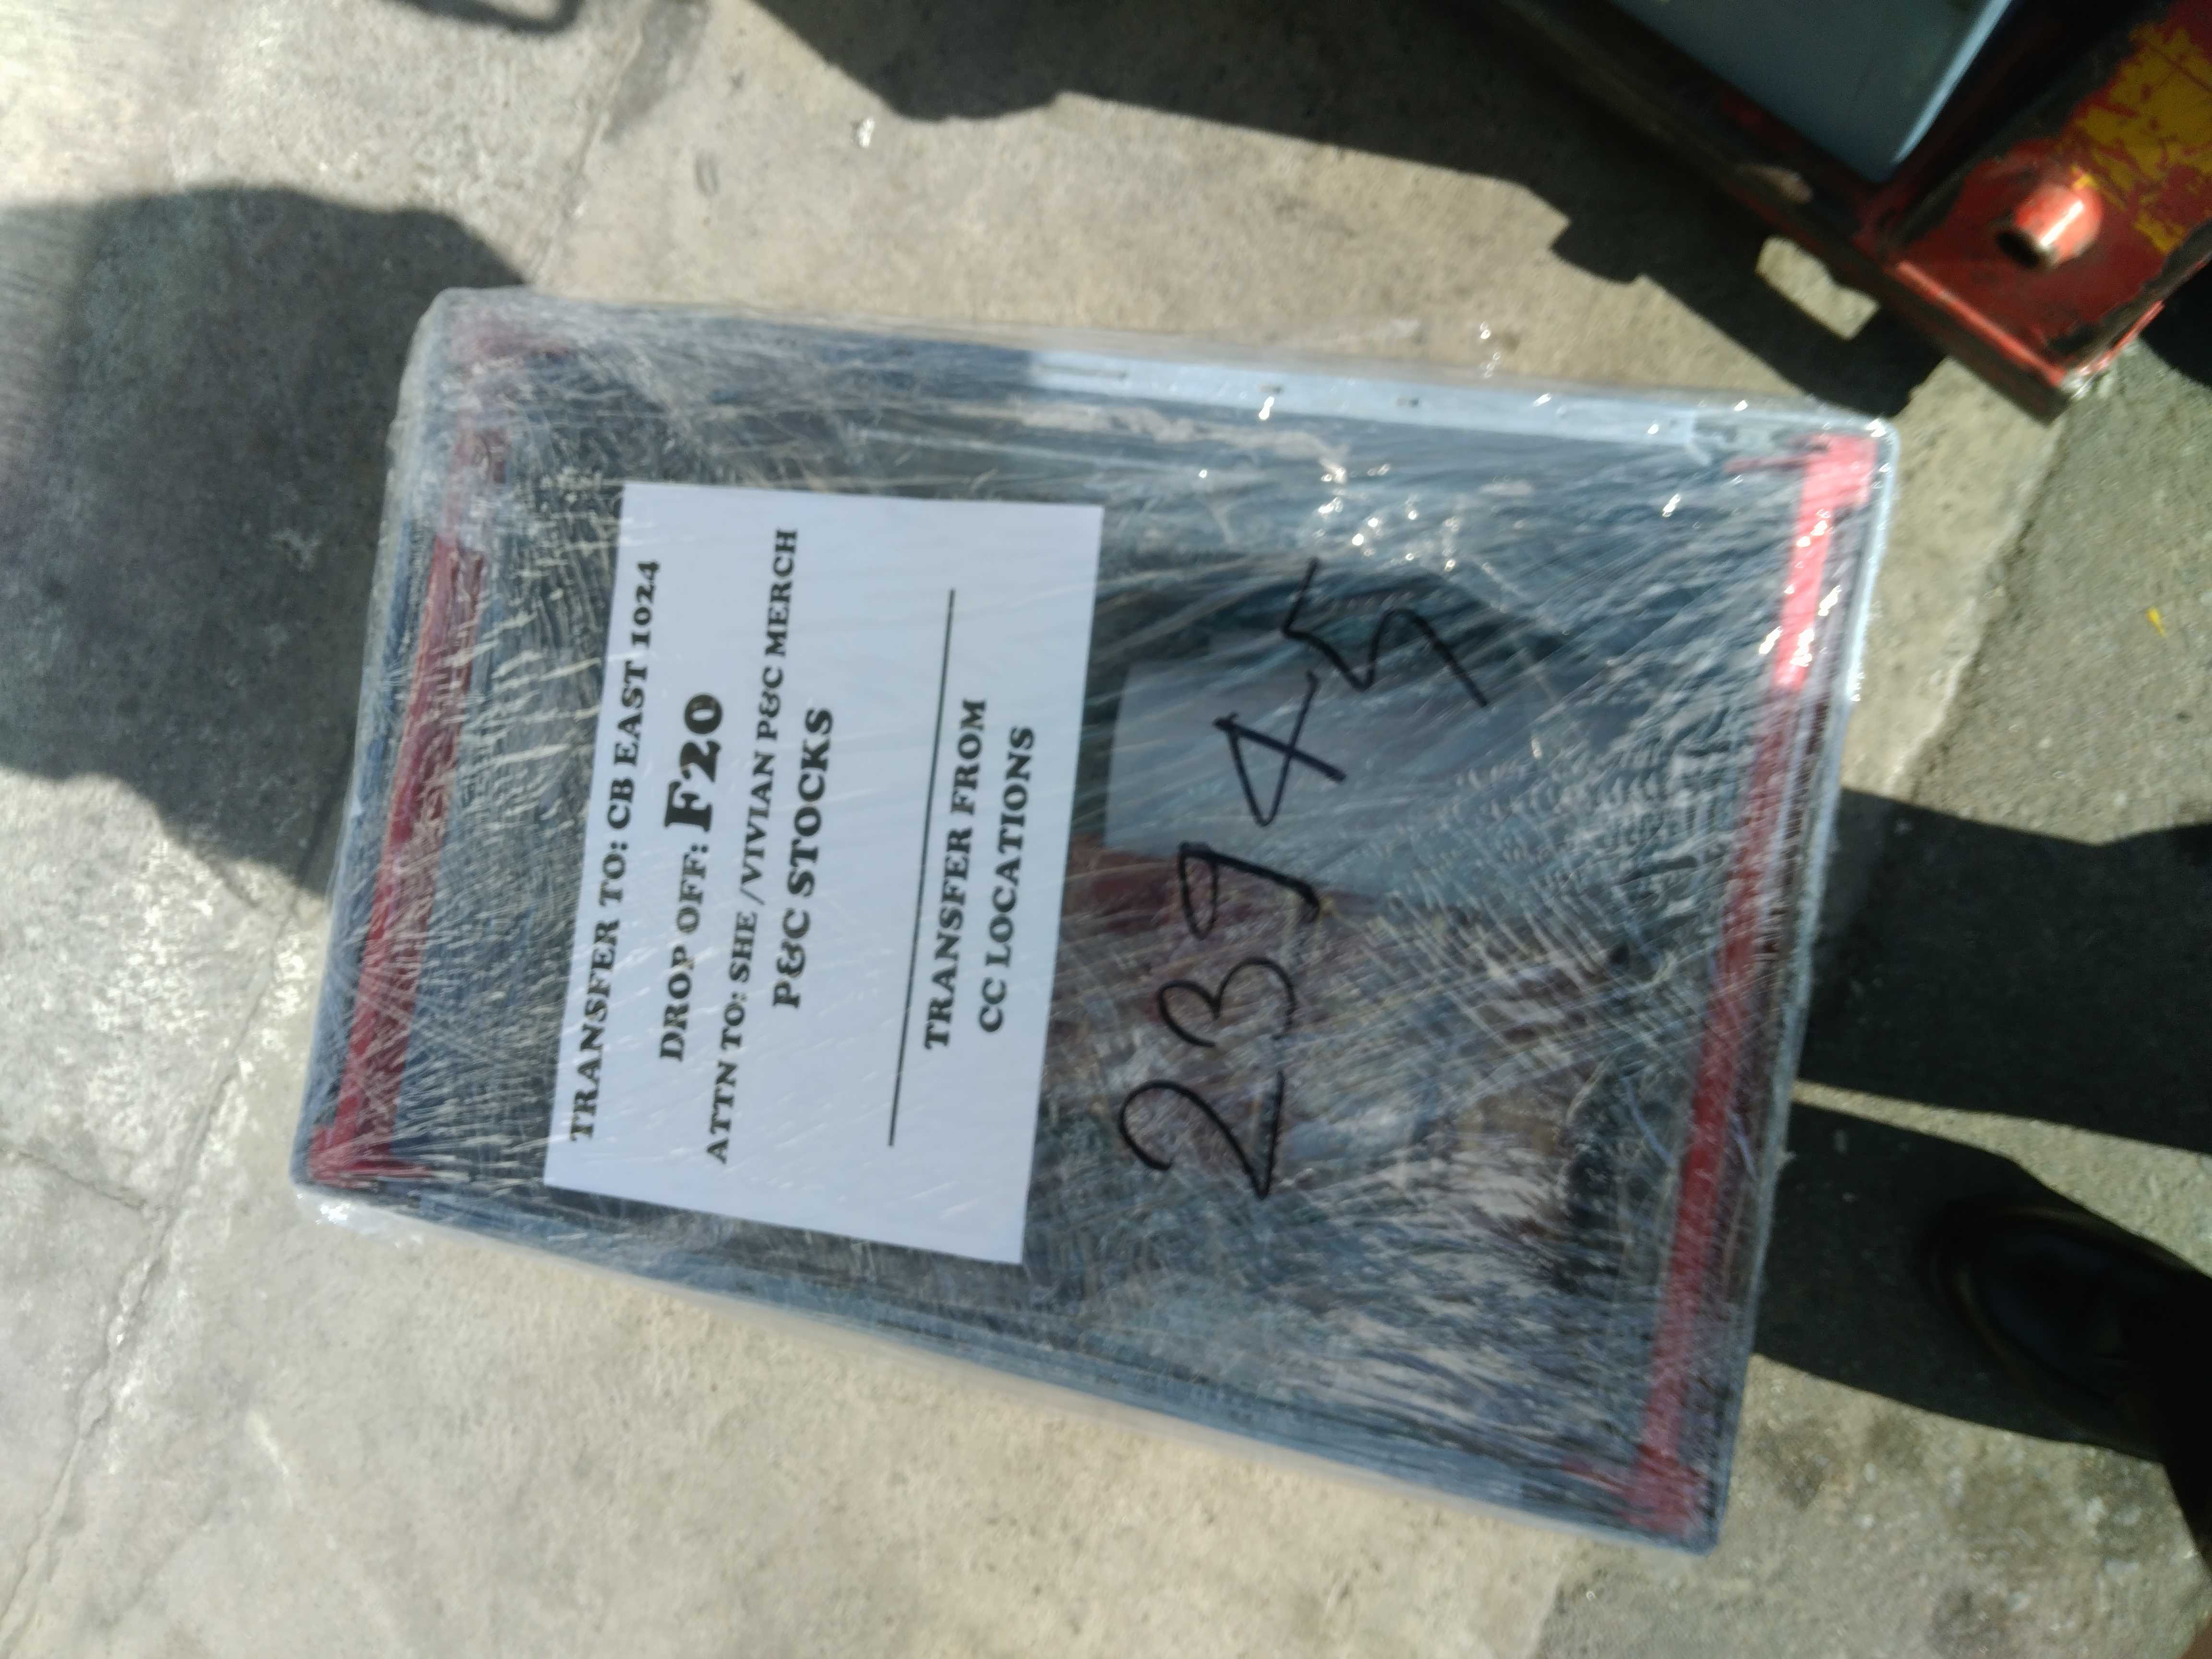 TRANSFER TO: CB EAST 1024
DROP OFF: F20
ATTN TO: SHE /VIVIAN P&C MERCH
P&C STOCKS
TRANSFER FROM
CC LOCATIONS
23945